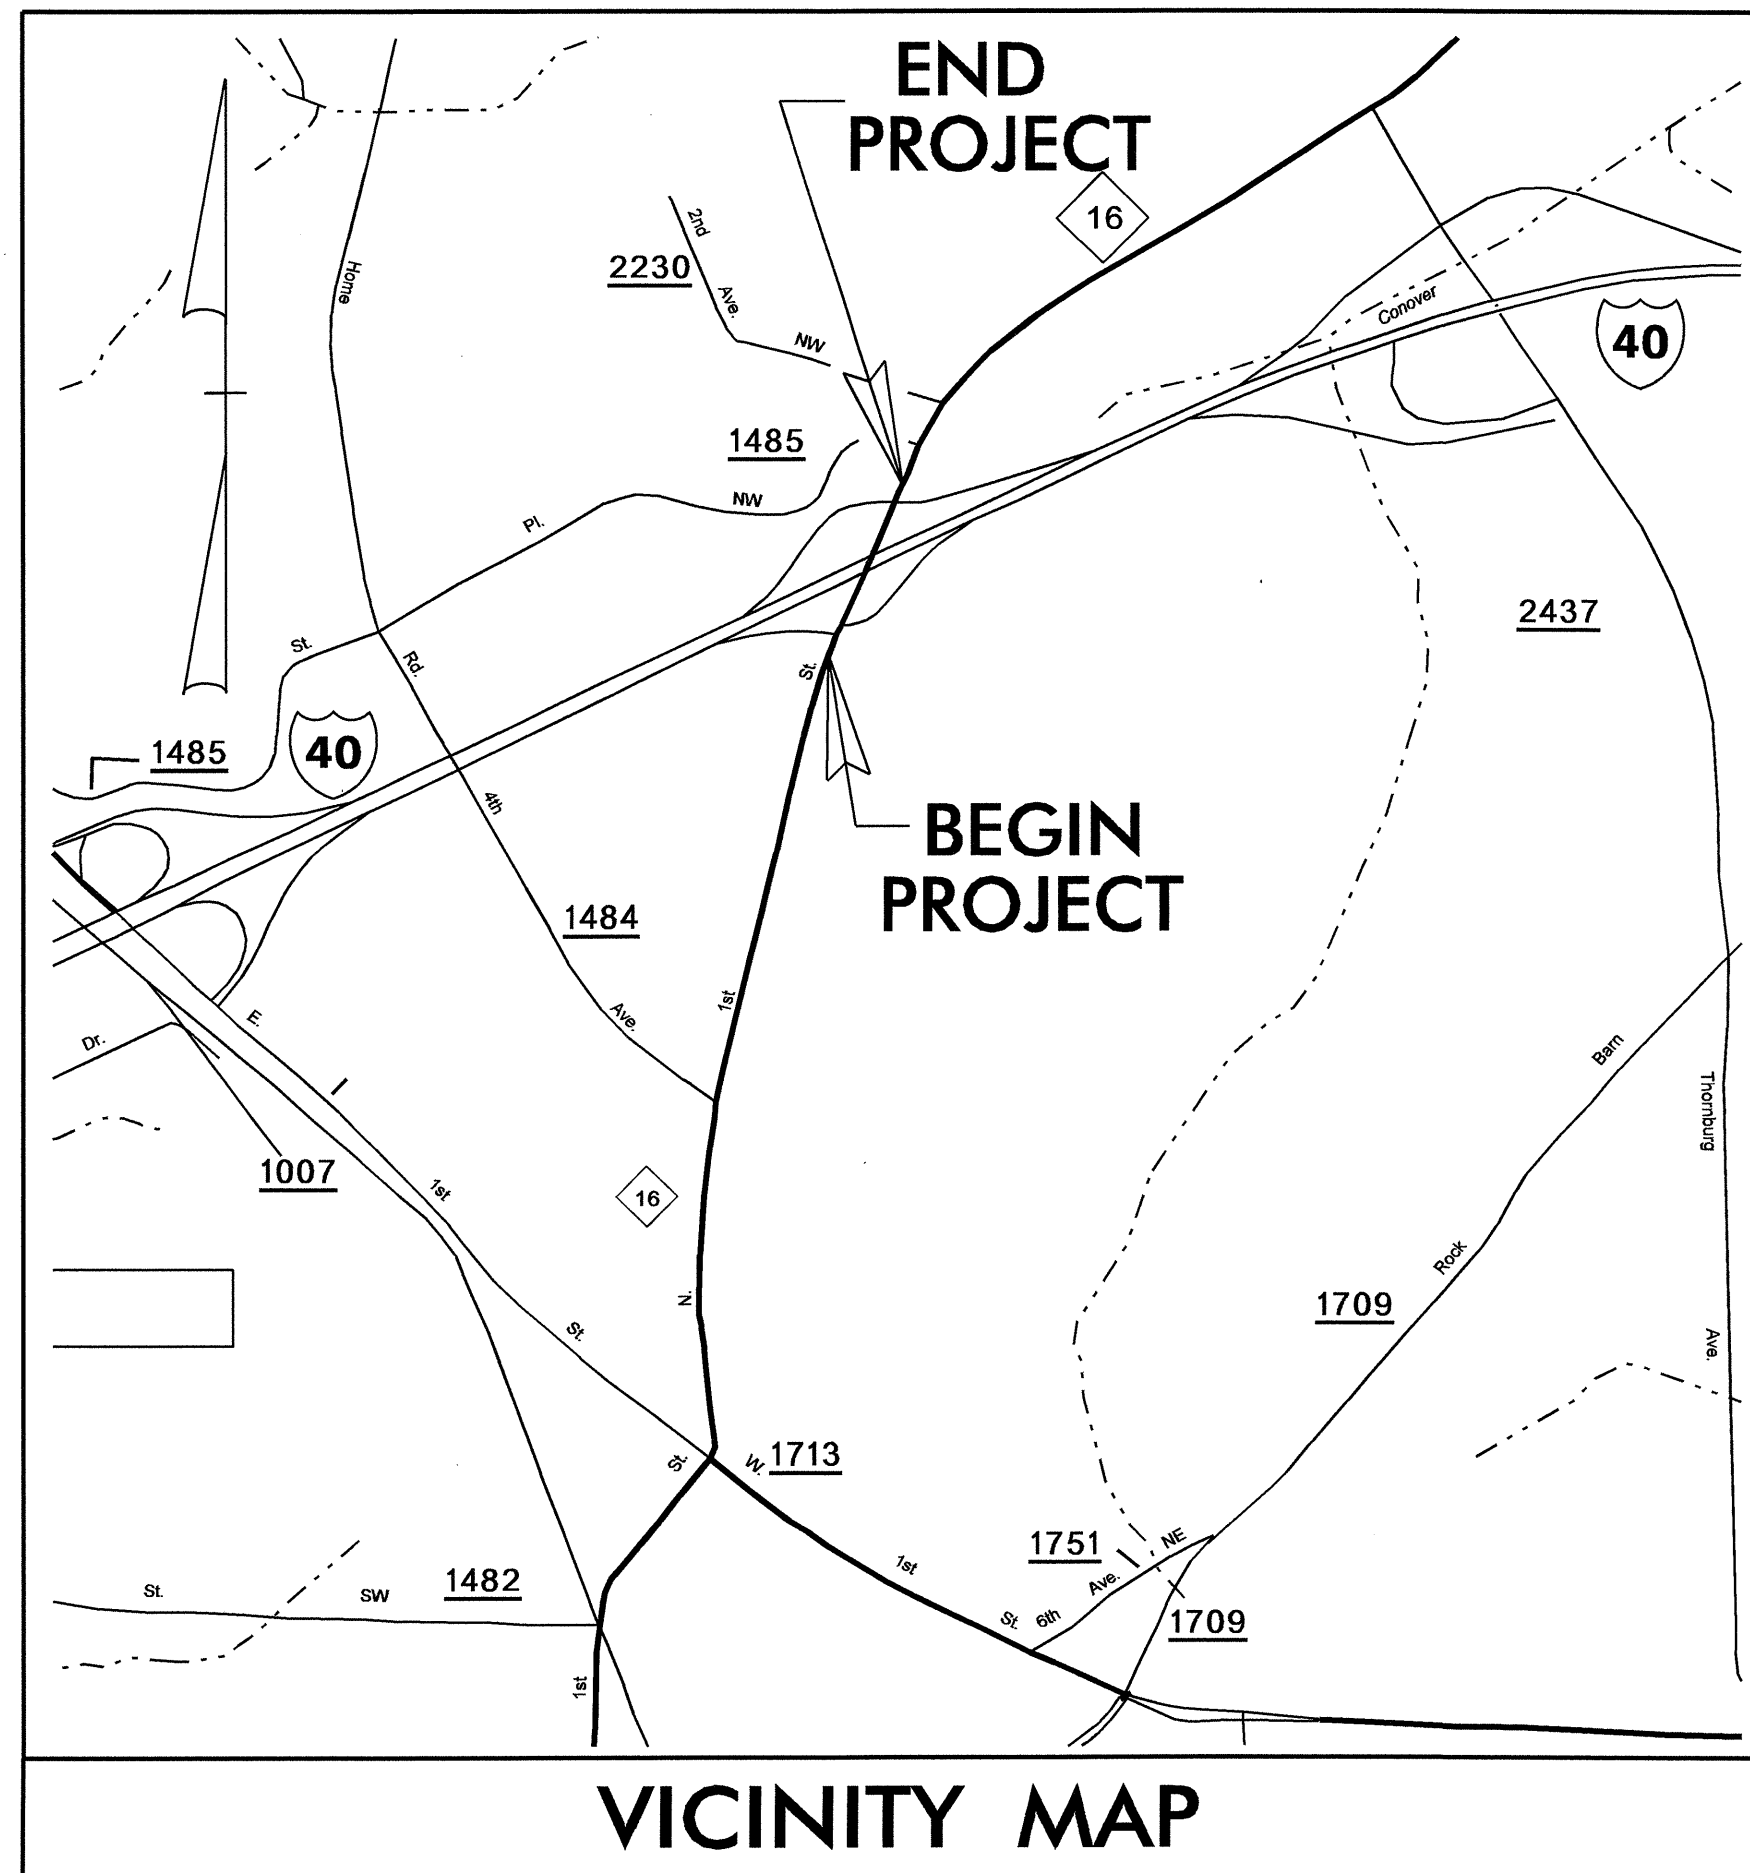 END
PROJECT
16
2nd
2230
Ave.
Home
NW
Conover
40
1485
NW
Pl.
2437
St.
Rd.
St.
1485
40
4th
BEGIN
PROJECT
1484
1st
Ave.
E.
Dr.
Barn
Thornburg
1007
1st
16
Rock
N.
1709
St.
Ave.
St.
W.
1713
1751
NE
1st
Ave.
St.
SW
1482
St.
6th
1709
1st
VICINITY MAP